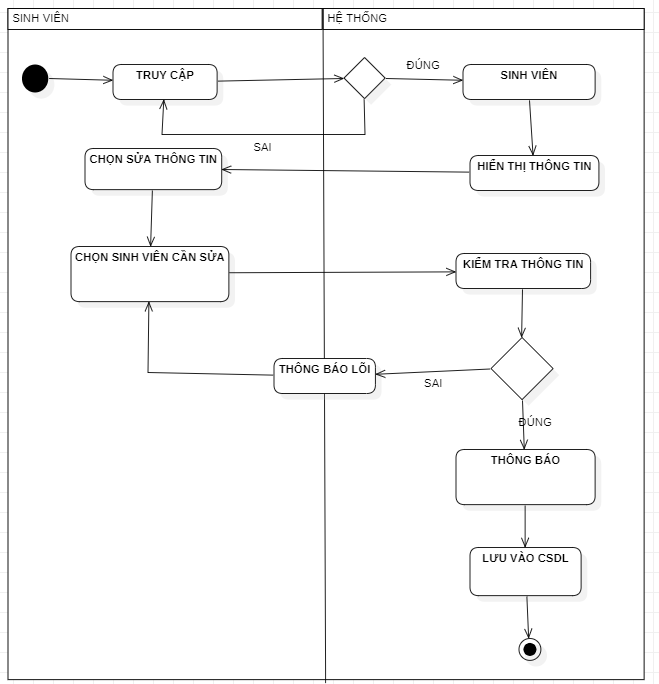 SINH VIÊN
HỆ THỐNG
TRUY CẬP
ĐÚNG
SINH VIÊN
SAI
CHỌN SỬA THÔNG TIN
HIỂN THỊ THÔNG TIN
CHỌN SINH VIÊN CẦN SỬA
KIỂM TRA THÔNG TIN
THÔNG BÁO LỖI
SAI
ĐÚNG
THÔNG BÁO
LƯU VÀO CSDL